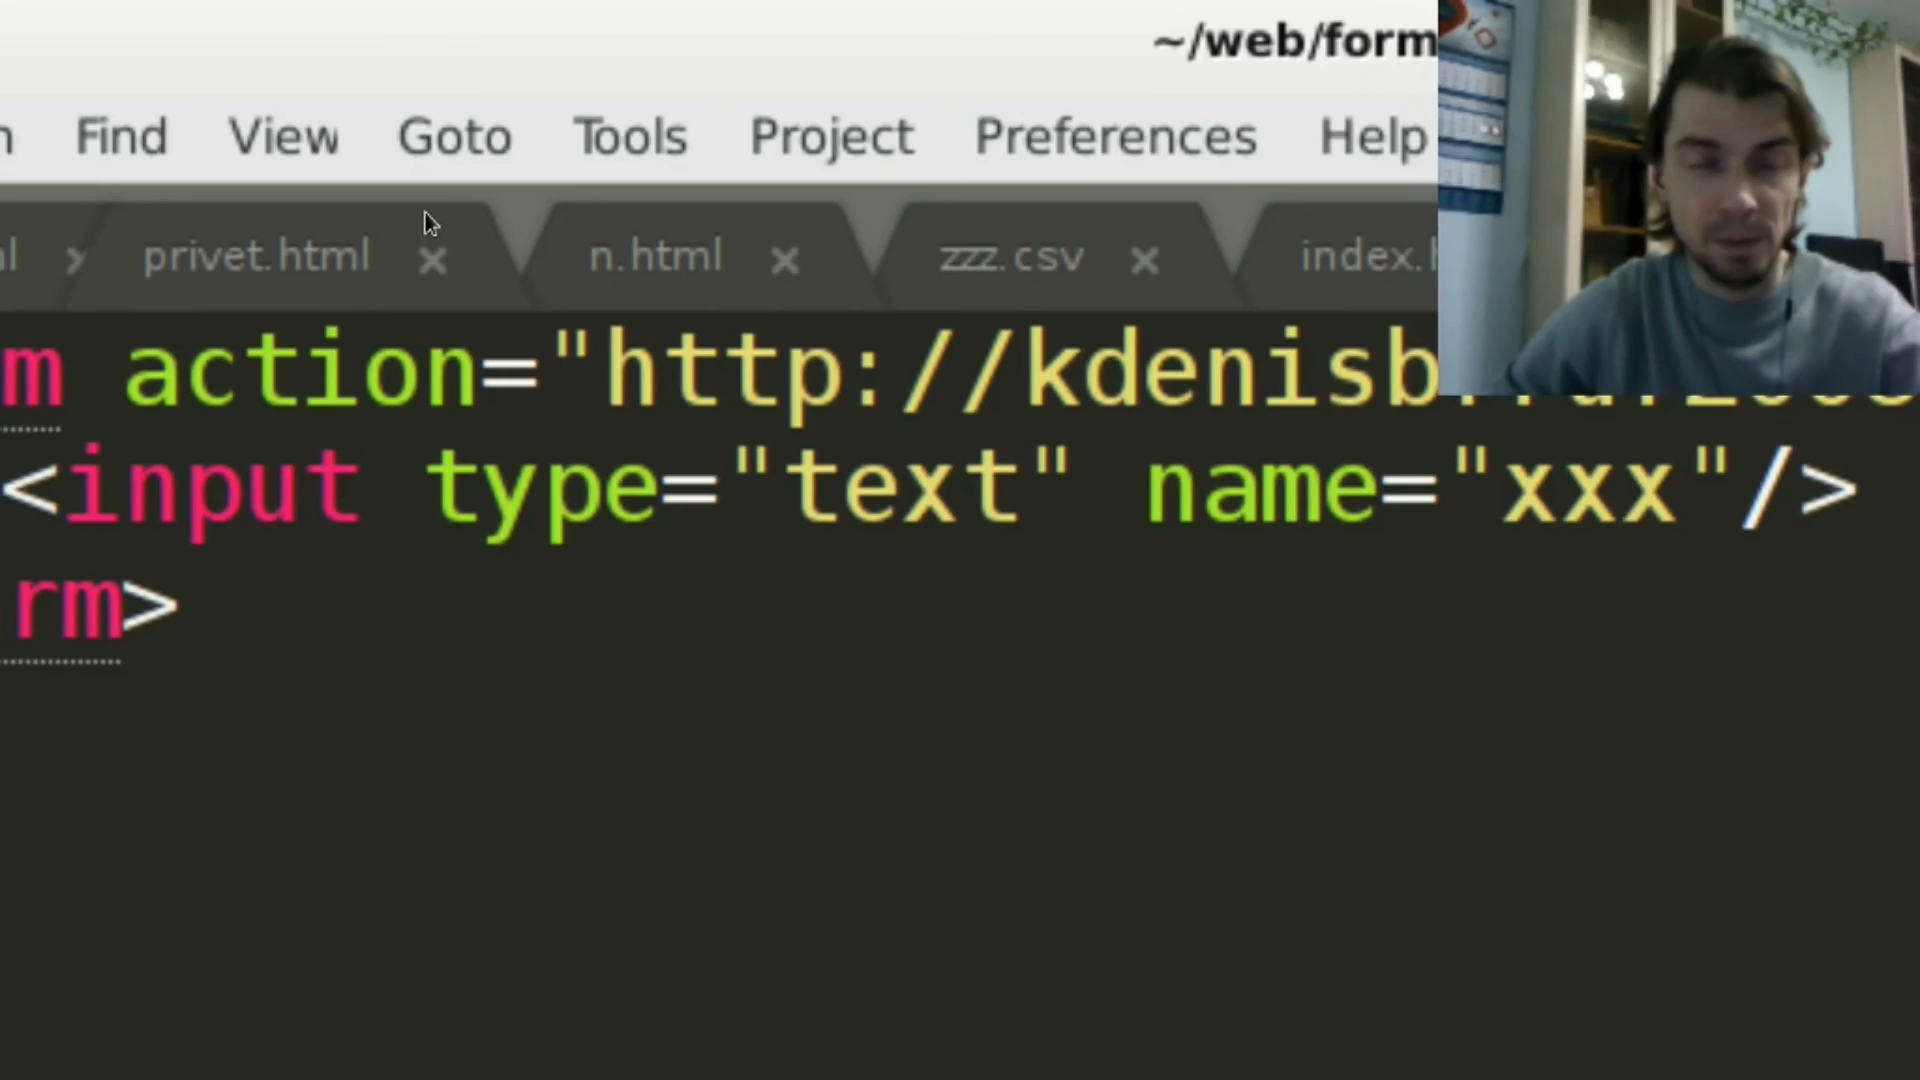 ~/web/form
Find View Goto Tools Project Preferences Help
privet.html × n.html × zzz.csv × index.
m action="http://kdenisb
<input type="text" name="xxx"/>
rm>